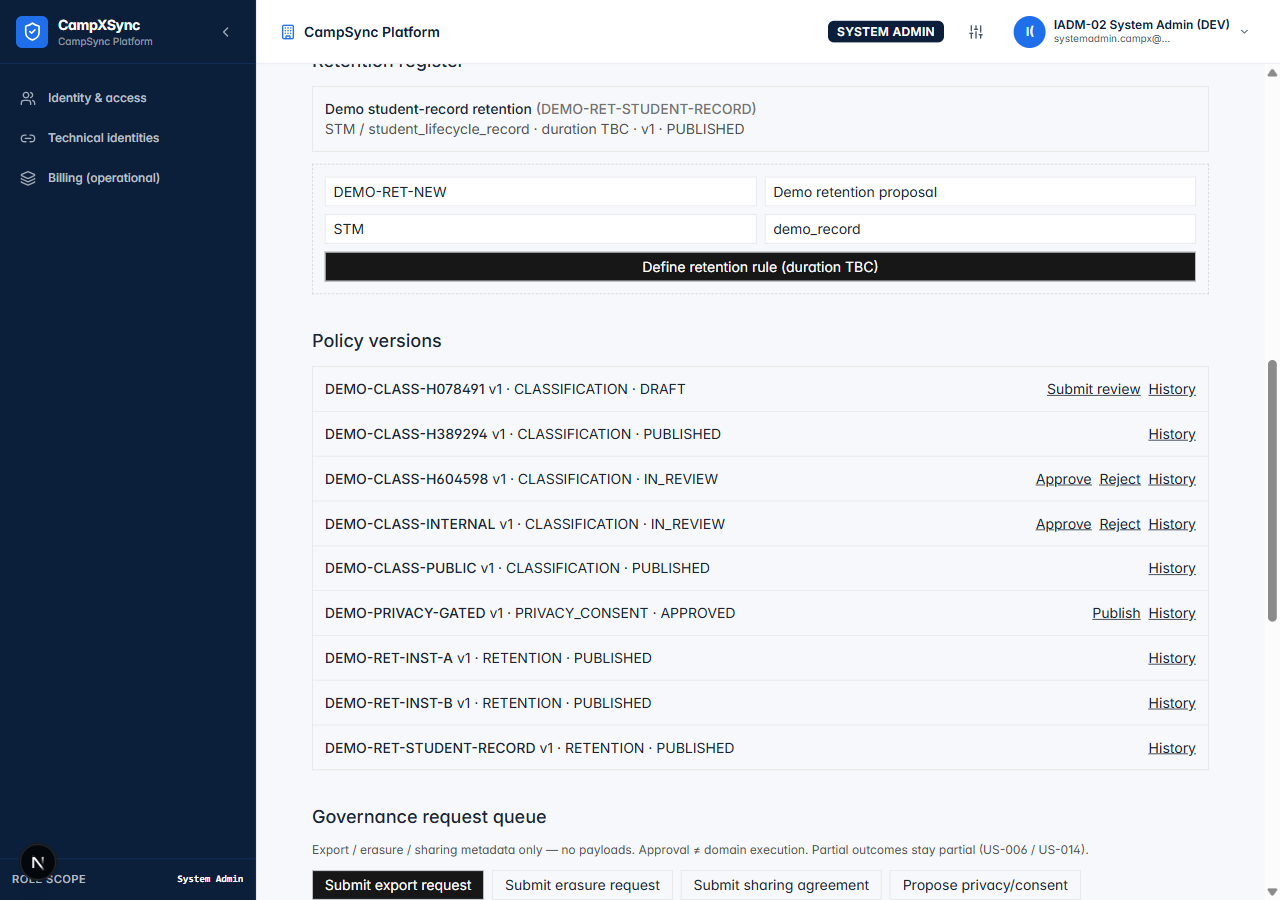 CampXSync
CampSync Platform
Identity & access
Technical identities
Billing (operational)
N
ROLE SCOPE
System Admin
CampSync Platform
SYSTEM ADMIN
I(
IADM-02 System Admin (DEV)
systemadmin.campx@...
Retention register
Demo student-record retention (DEMO-RET-STUDENT-RECORD)
STM / student_lifecycle_record · duration TBC · v1 · PUBLISHED
DEMO-RET-NEW
Demo retention proposal
STM
demo_record
Define retention rule (duration TBC)
Policy versions
DEMO-CLASS-H078491 v1 · CLASSIFICATION · DRAFT Submit review History
DEMO-CLASS-H389294 v1 · CLASSIFICATION · PUBLISHED History
DEMO-CLASS-H604598 v1 · CLASSIFICATION · IN_REVIEW Approve Reject History
DEMO-CLASS-INTERNAL v1 · CLASSIFICATION · IN_REVIEW Approve Reject History
DEMO-CLASS-PUBLIC v1 · CLASSIFICATION · PUBLISHED History
DEMO-PRIVACY-GATED v1 · PRIVACY_CONSENT · APPROVED Publish History
DEMO-RET-INST-A v1 · RETENTION · PUBLISHED History
DEMO-RET-INST-B v1 · RETENTION · PUBLISHED History
DEMO-RET-STUDENT-RECORD v1 · RETENTION · PUBLISHED History
Governance request queue
Export / erasure / sharing metadata only — no payloads. Approval ≠ domain execution. Partial outcomes stay partial (US-006 / US-014).
Submit export request
Submit erasure request
Submit sharing agreement
Propose privacy/consent